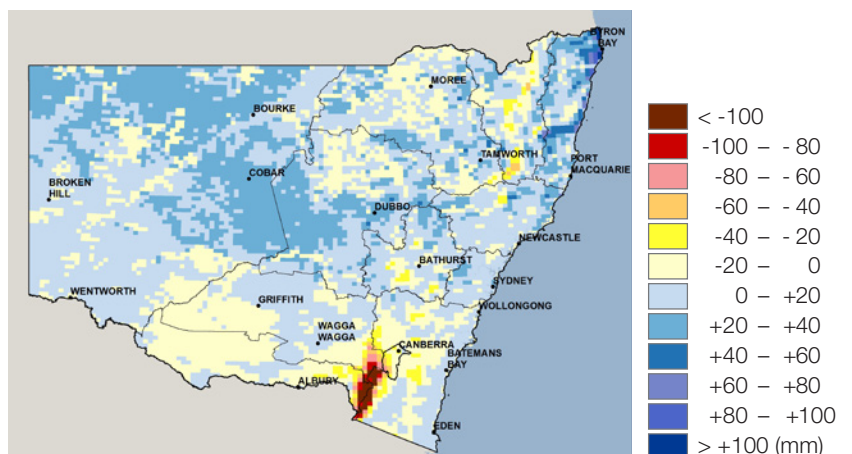 BYRON
BAY
MOREE
BOURKE
TAMWORTH
PORT
MACQUARIE
COBAR
BROKEN
HILL
DUBBO
NEWCASTLE
BATHURST
SYDNEY
WENTWORTH
GRIFFITH
WOLLONGONG
WAGGA
WAGGA
CANBERRA
BATEMANS
BAY
ALBURY
EDEN
< -100
-100 – - 80
-80 – - 60
-60 – - 40
-40 – - 20
-20 – 0
0 – +20
+20 – +40
+40 – +60
+60 – +80
+80 – +100
> +100 (mm)